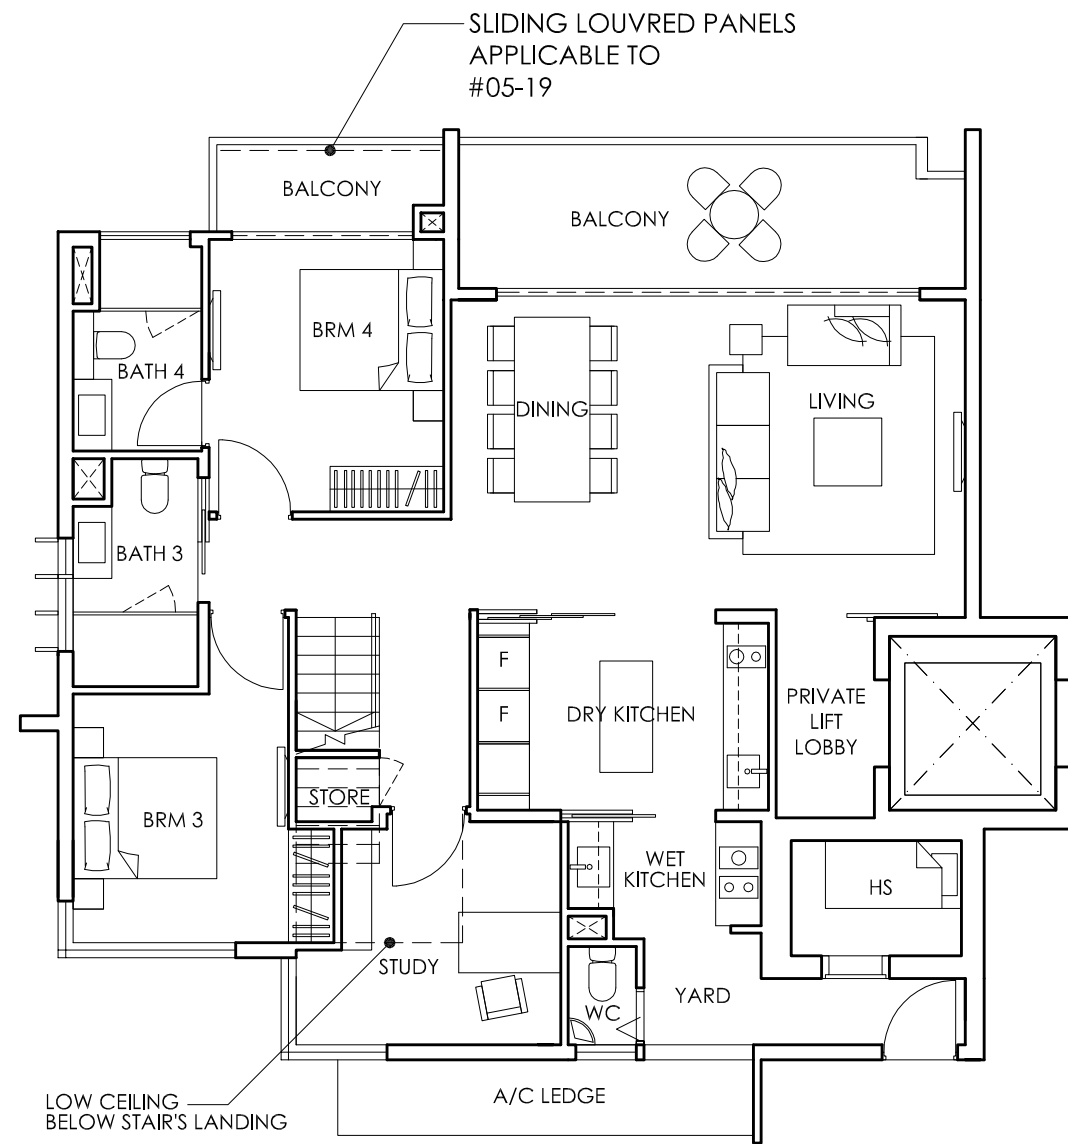 SLIDING LOUVRED PANELS
APPLICABLE TO
#05-19
BALCONY
BALCONY
BRM 4
BATH 4
DINING
LIVING
BATH 3
F
F
DRY KITCHEN
PRIVATE
LIFT
LOBBY
STORE
BRM 3
WET
KITCHEN
HS
STUDY
WC
YARD
A/C LEDGE
LOW CEILING
BELOW STAIR'S LANDING